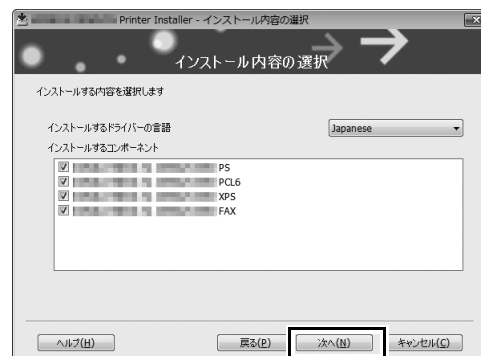 Printer Installer - インストール内容の選択
インストール内容の選択
インストールする内容を選択します
インストールするドライバーの言語
Japanese
インストールするコンポーネント
PS
PCL6
XPS
FAX
ヘルプ(H)
戻る(P)
次へ(N)
キャンセル(C)